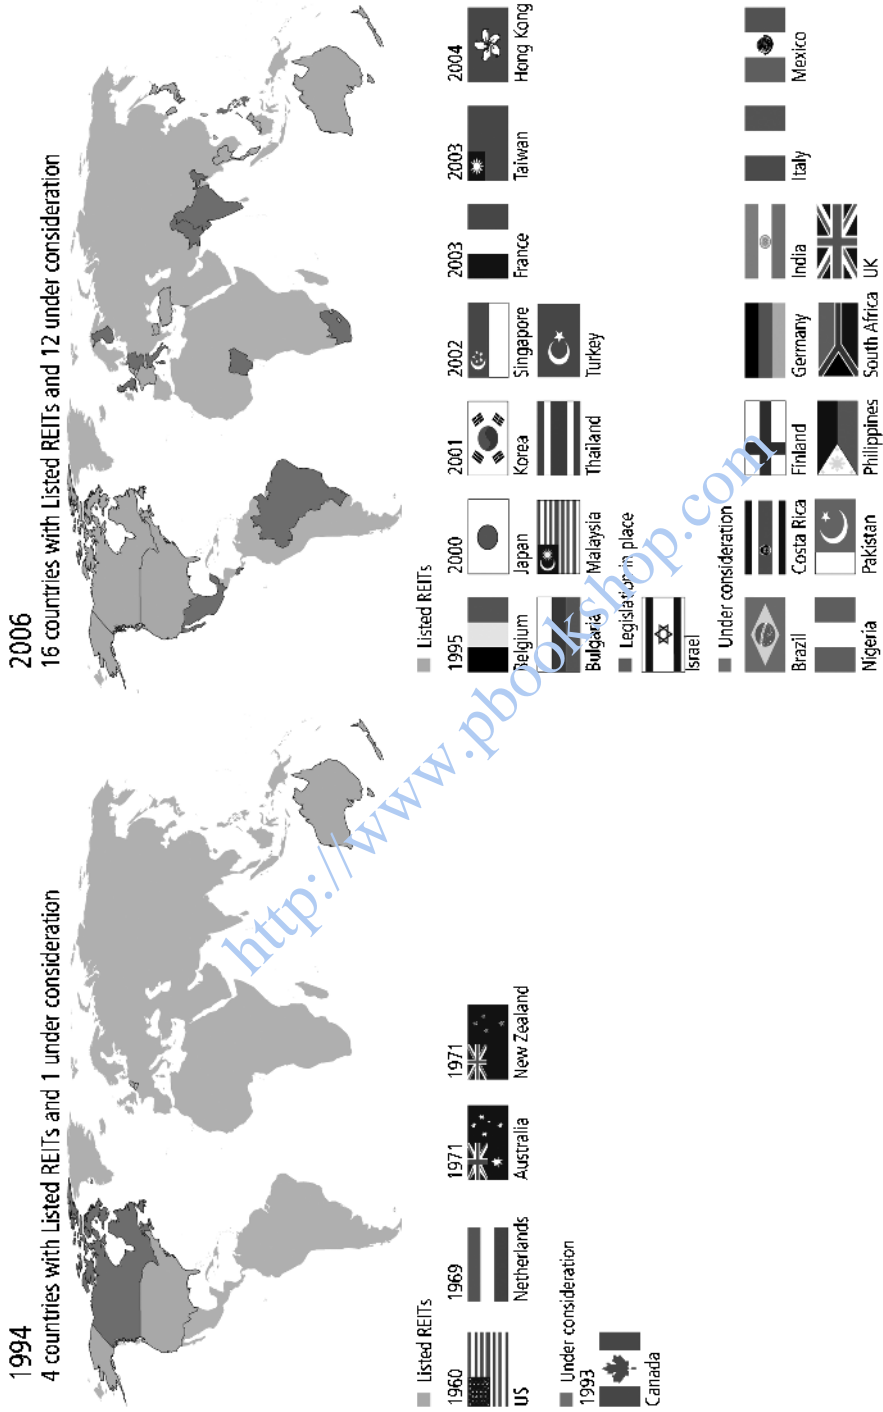 1994
4 countries with Listed REITs and 1 under consideration
Listed REITs
1960 1969 1971 1971
US Netherlands Australia New Zealand
Under consideration
1993
Canada
2006
16 countries with Listed REITs and 12 under consideration
Listed REITs
1995 2000 2001 2002 2003 2003 2004
Belgium Japan Korea Singapore France Taiwan Hong Kong
Bulgaria Malaysia Thailand Turkey
Legislation in place
Israel
Under consideration
Brazil Costa Rica Finland Germany India Italy Mexico
Nigeria Pakistan Philippines South Africa UK
http://www.pbookshop.com